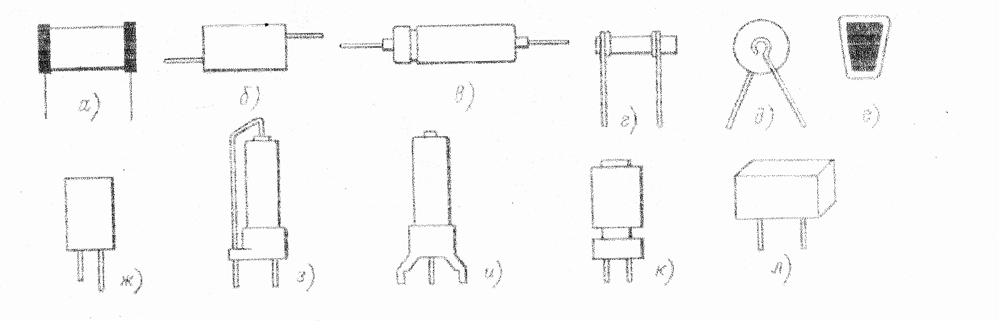 а) б) в) г) д) е)
ж) з) и) к) л)